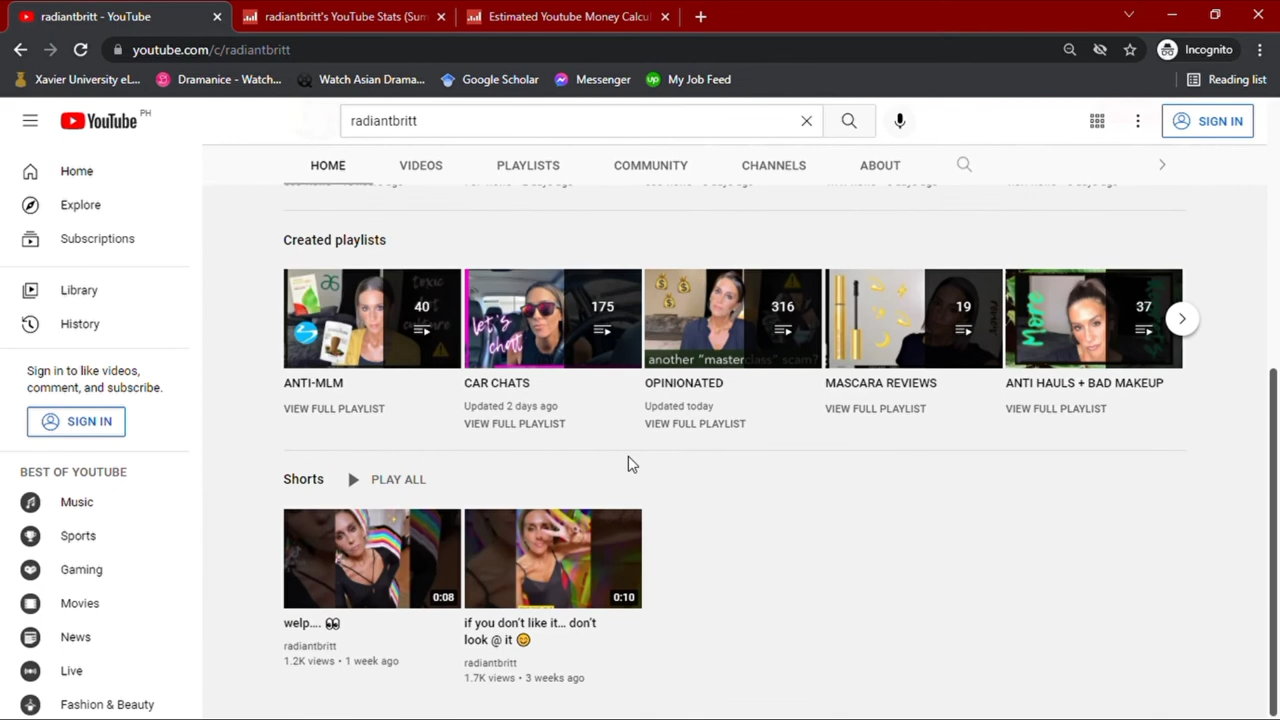 radiantbritt - YouTube
radiantbritt's YouTube Stats (Sum
Estimated Youtube Money Calcu
youtube.com/c/radiantbritt
Incognito
Xavier University eL...
Dramanice - Watch...
Watch Asian Drama...
Google Scholar
Messenger
My Job Feed
Reading list
YouTube PH
radiantbritt
SIGN IN
HOME
VIDEOS
PLAYLISTS
COMMUNITY
CHANNELS
ABOUT
Home
Explore
Subscriptions
Library
History
Sign in to like videos,
comment, and subscribe.
SIGN IN
BEST OF YOUTUBE
Music
Sports
Gaming
Movies
News
Live
Fashion & Beauty
Created playlists
toxic
40
let's
chat
175
316
another "masterclass" scam?
19
More
37
ANTI-MLM
VIEW FULL PLAYLIST
CAR CHATS
Updated 2 days ago
VIEW FULL PLAYLIST
OPINIONATED
Updated today
VIEW FULL PLAYLIST
MASCARA REVIEWS
VIEW FULL PLAYLIST
ANTI HAULS + BAD MAKEUP
VIEW FULL PLAYLIST
Shorts
PLAY ALL
0:08
0:10
welp.... 👀
radiantbritt
1.2K views • 1 week ago
if you don't like it... don't
look @ it 😊
radiantbritt
1.7K views • 3 weeks ago